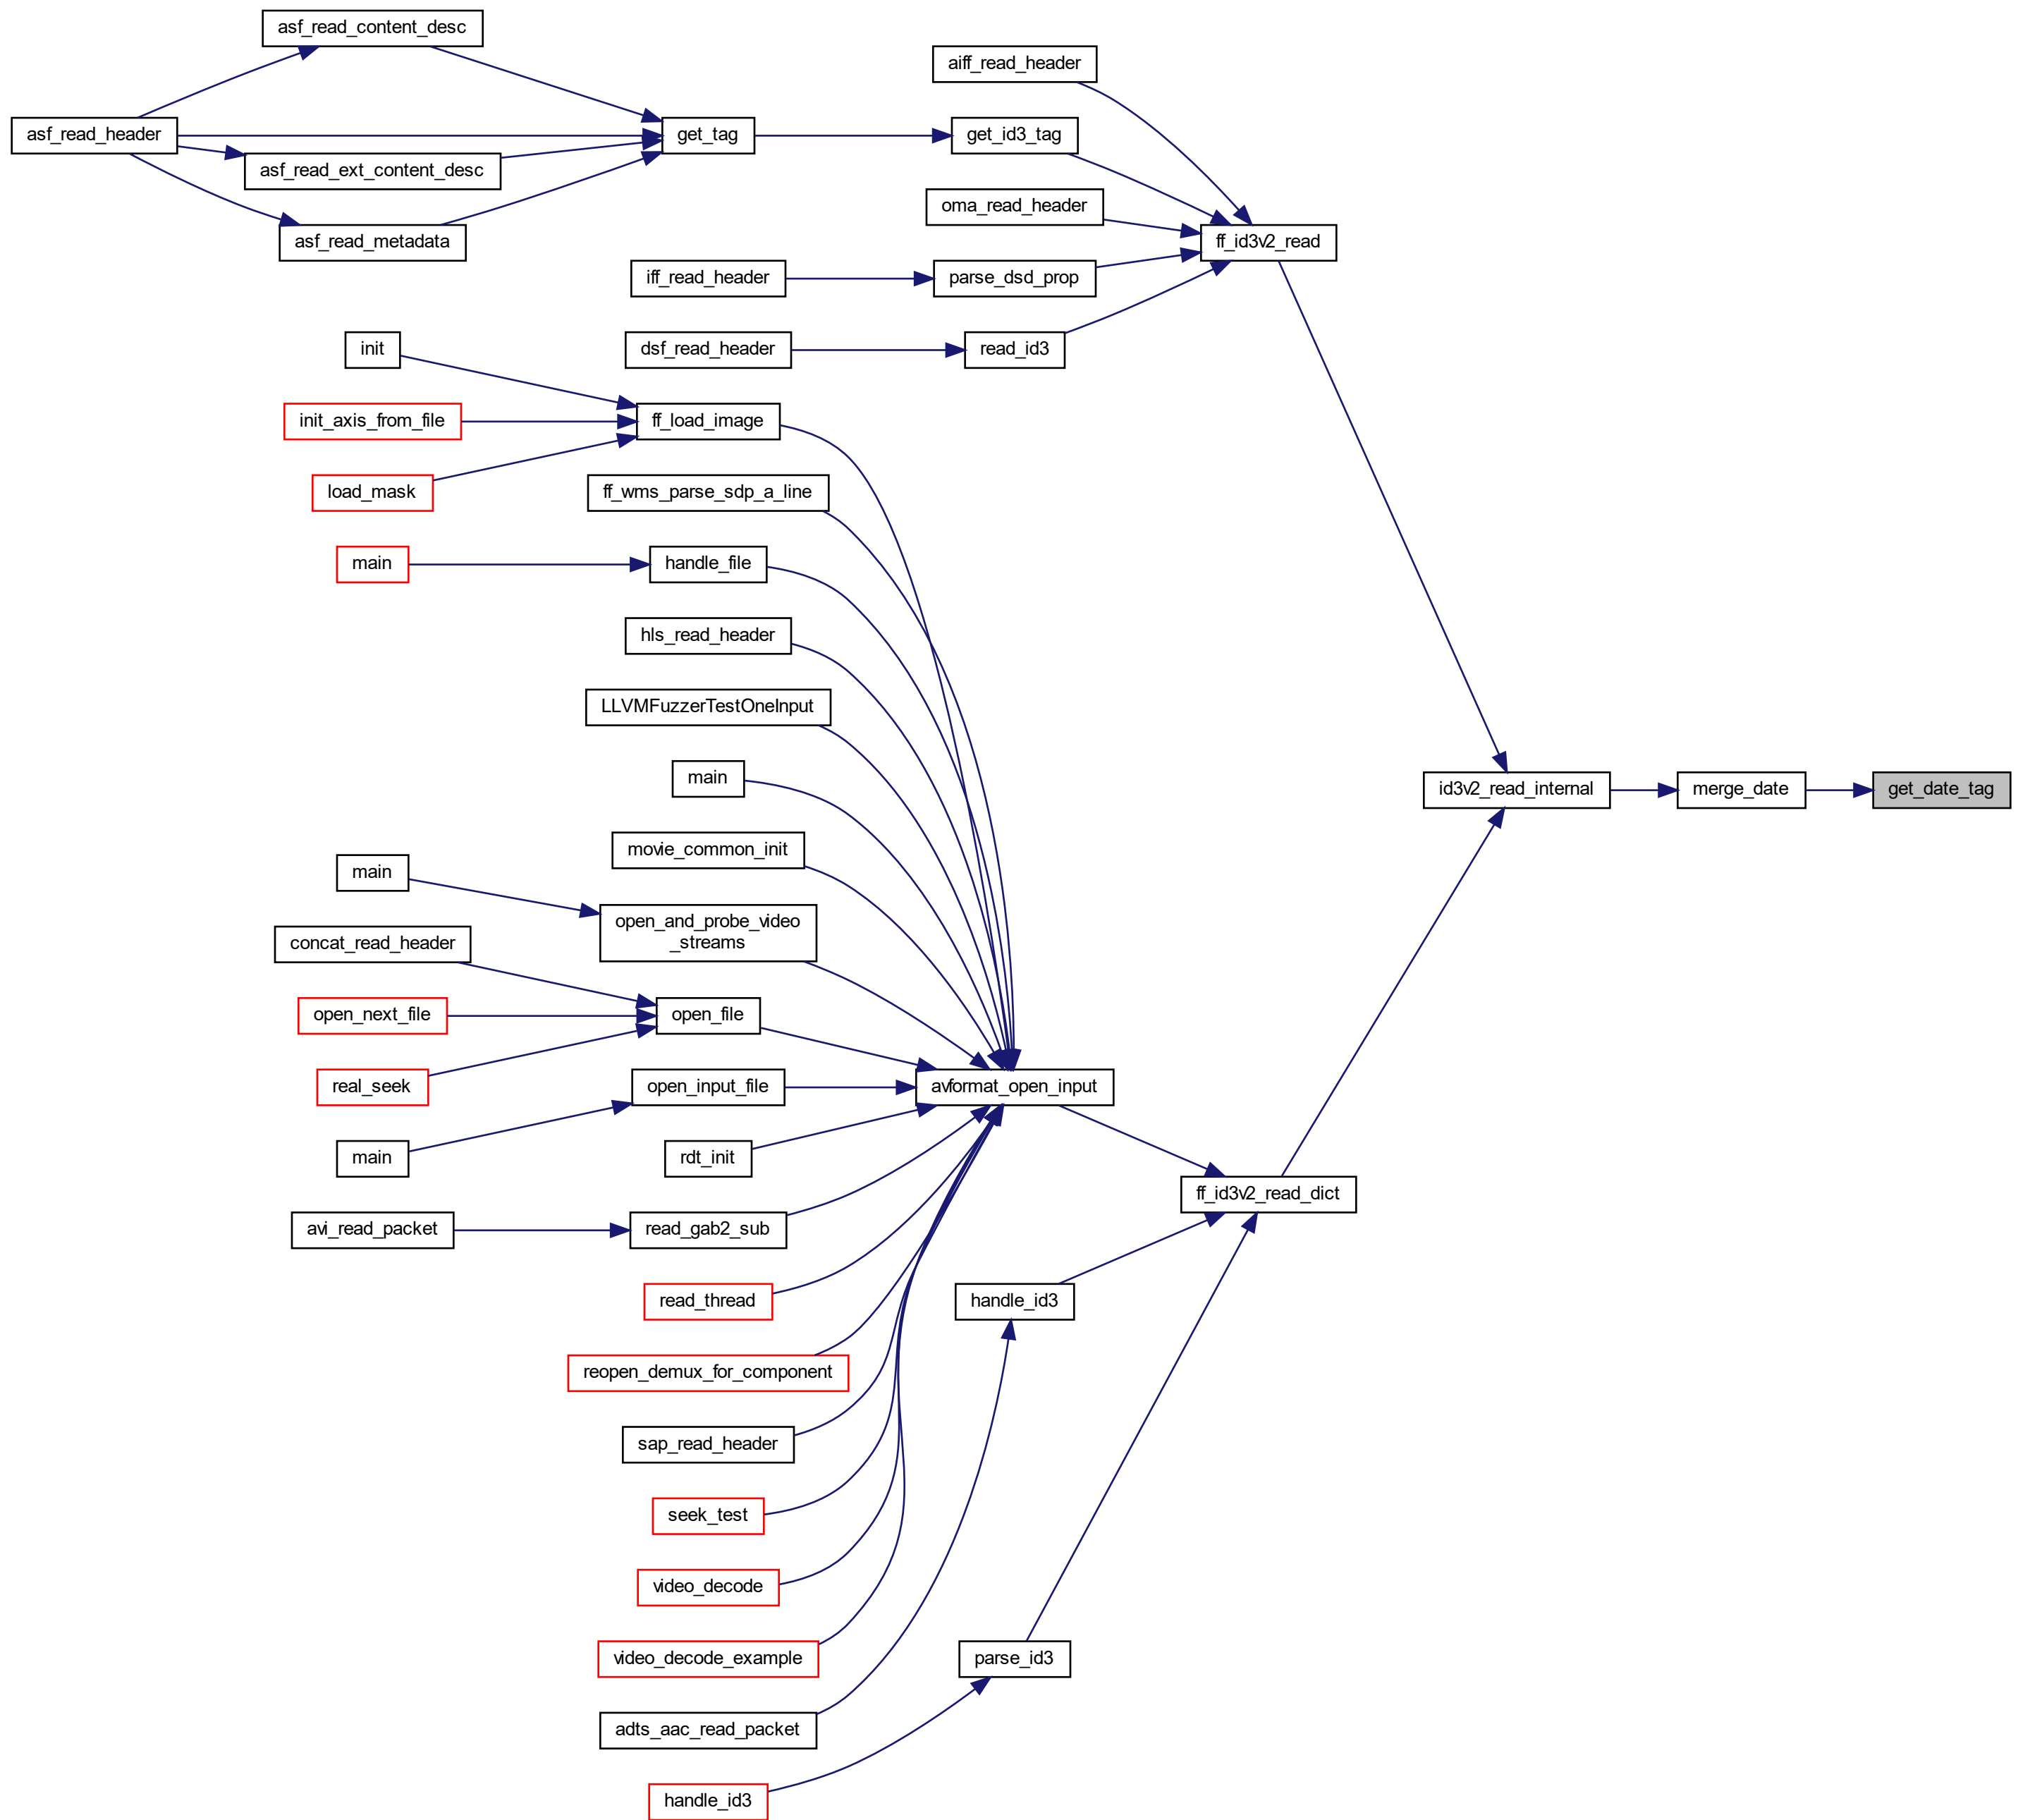 asf_read_content_desc
aiff_read_header
asf_read_header
get_tag
get_id3_tag
asf_read_ext_content_desc
oma_read_header
asf_read_metadata
ff_id3v2_read
iff_read_header
parse_dsd_prop
init
dsf_read_header
read_id3
init_axis_from_file
ff_load_image
load_mask
ff_wms_parse_sdp_a_line
main
handle_file
hls_read_header
LLVMFuzzerTestOneInput
main
id3v2_read_internal
merge_date
get_date_tag
movie_common_init
main
open_and_probe_video
_streams
concat_read_header
open_next_file
open_file
real_seek
open_input_file
avformat_open_input
main
rdt_init
ff_id3v2_read_dict
avi_read_packet
read_gab2_sub
read_thread
handle_id3
reopen_demux_for_component
sap_read_header
seek_test
video_decode
video_decode_example
parse_id3
adts_aac_read_packet
handle_id3